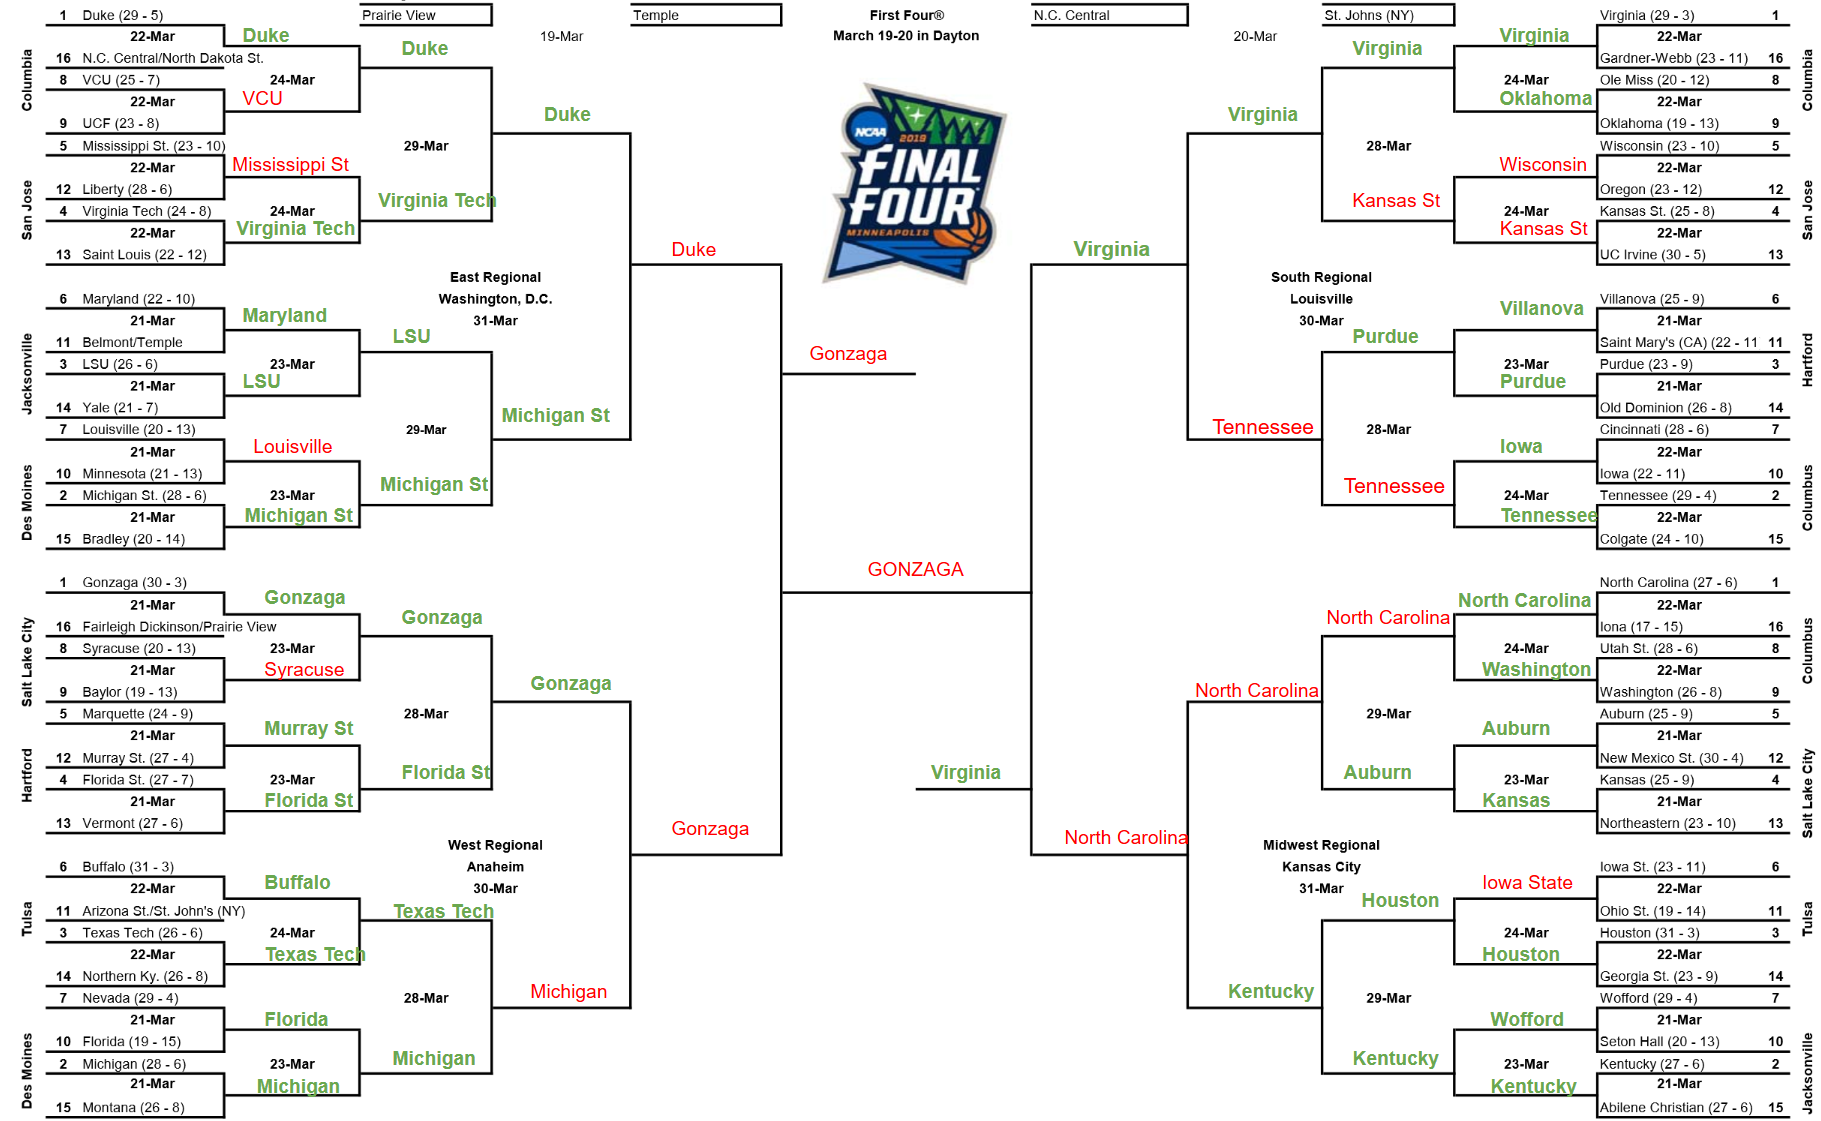 Prairie View
Temple
First Four®
March 19-20 in Dayton
19-Mar
20-Mar
N.C. Central
St. Johns (NY)
NCAA
2019
FINAL
FOUR
MINNEAPOLIS
Columbia
1 Duke (29 - 5)
22-Mar
Duke
16 N.C. Central/North Dakota St.
Duke
24-Mar
8 VCU (25 - 7)
22-Mar
VCU
9 UCF (23 - 8)
Duke
29-Mar
San Jose
5 Mississippi St. (23 - 10)
22-Mar
Mississippi St
12 Liberty (28 - 6)
Virginia Tech
24-Mar
4 Virginia Tech (24 - 8)
22-Mar
Virginia Tech
13 Saint Louis (22 - 12)
Duke
East Regional
Washington, D.C.
31-Mar
Jacksonville
6 Maryland (22 - 10)
21-Mar
Maryland
11 Belmont/Temple
LSU
23-Mar
3 LSU (26 - 6)
21-Mar
LSU
14 Yale (21 - 7)
Michigan St
29-Mar
Des Moines
7 Louisville (20 - 13)
21-Mar
Louisville
10 Minnesota (21 - 13)
Michigan St
23-Mar
2 Michigan St. (28 - 6)
21-Mar
Michigan St
15 Bradley (20 - 14)
Gonzaga
GONZAGA
Virginia
Salt Lake City
1 Gonzaga (30 - 3)
21-Mar
Gonzaga
16 Fairleigh Dickinson/Prairie View
Gonzaga
23-Mar
8 Syracuse (20 - 13)
21-Mar
Syracuse
9 Baylor (19 - 13)
Gonzaga
28-Mar
Hartford
5 Marquette (24 - 9)
21-Mar
Murray St
12 Murray St. (27 - 4)
Florida St
23-Mar
4 Florida St. (27 - 7)
21-Mar
Florida St
13 Vermont (27 - 6)
Gonzaga
West Regional
Anaheim
30-Mar
Tulsa
6 Buffalo (31 - 3)
22-Mar
Buffalo
11 Arizona St./St. John's (NY)
Texas Tech
24-Mar
3 Texas Tech (26 - 6)
22-Mar
Texas Tech
14 Northern Ky. (26 - 8)
Michigan
28-Mar
Des Moines
7 Nevada (29 - 4)
21-Mar
Florida
10 Florida (19 - 15)
Michigan
23-Mar
2 Michigan (28 - 6)
21-Mar
Michigan
15 Montana (26 - 8)
Columbia
Virginia (29 - 3) 1
22-Mar
Virginia
Gardner-Webb (23 - 11) 16
Virginia
24-Mar
Ole Miss (20 - 12) 8
22-Mar
Oklahoma
Oklahoma (19 - 13) 9
Virginia
28-Mar
San Jose
Wisconsin (23 - 10) 5
22-Mar
Wisconsin
Oregon (23 - 12) 12
Kansas St
24-Mar
Kansas St. (25 - 8) 4
22-Mar
Kansas St
UC Irvine (30 - 5) 13
Virginia
South Regional
Louisville
30-Mar
Hartford
Villanova (25 - 9) 6
21-Mar
Villanova
Saint Mary's (CA) (22 - 11 11
Purdue
23-Mar
Purdue (23 - 9) 3
21-Mar
Purdue
Old Dominion (26 - 8) 14
Tennessee
28-Mar
Columbus
Cincinnati (28 - 6) 7
22-Mar
Iowa
Iowa (22 - 11) 10
Tennessee
24-Mar
Tennessee (29 - 4) 2
22-Mar
Tennessee
Colgate (24 - 10) 15
Columbus
North Carolina (27 - 6) 1
22-Mar
North Carolina
Iona (17 - 15) 16
North Carolina
24-Mar
Utah St. (28 - 6) 8
22-Mar
Washington
Washington (26 - 8) 9
North Carolina
29-Mar
Salt Lake City
Auburn (25 - 9) 5
21-Mar
Auburn
New Mexico St. (30 - 4) 12
Auburn
23-Mar
Kansas (25 - 9) 4
21-Mar
Kansas
Northeastern (23 - 10) 13
North Carolina
Midwest Regional
Kansas City
31-Mar
Tulsa
Iowa St. (23 - 11) 6
22-Mar
Iowa State
Ohio St. (19 - 14) 11
Houston
24-Mar
Houston (31 - 3) 3
22-Mar
Houston
Georgia St. (23 - 9) 14
Kentucky
29-Mar
Jacksonville
Wofford (29 - 4) 7
21-Mar
Wofford
Seton Hall (20 - 13) 10
Kentucky
23-Mar
Kentucky (27 - 6) 2
21-Mar
Kentucky
Abilene Christian (27 - 6) 15